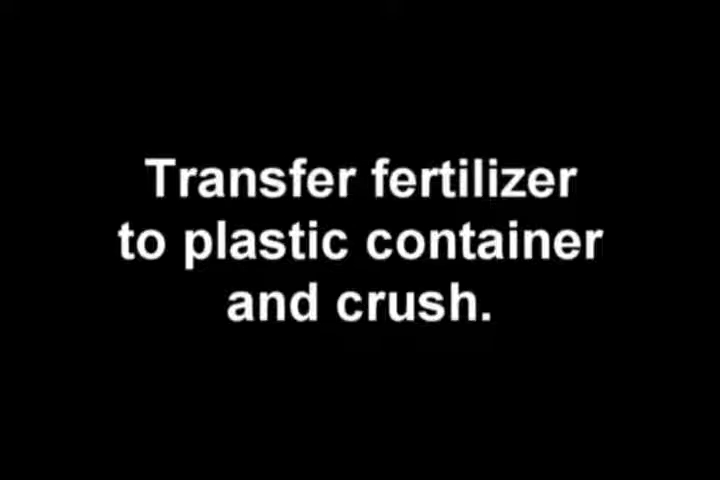 Transfer fertilizer
to plastic container
and crush.